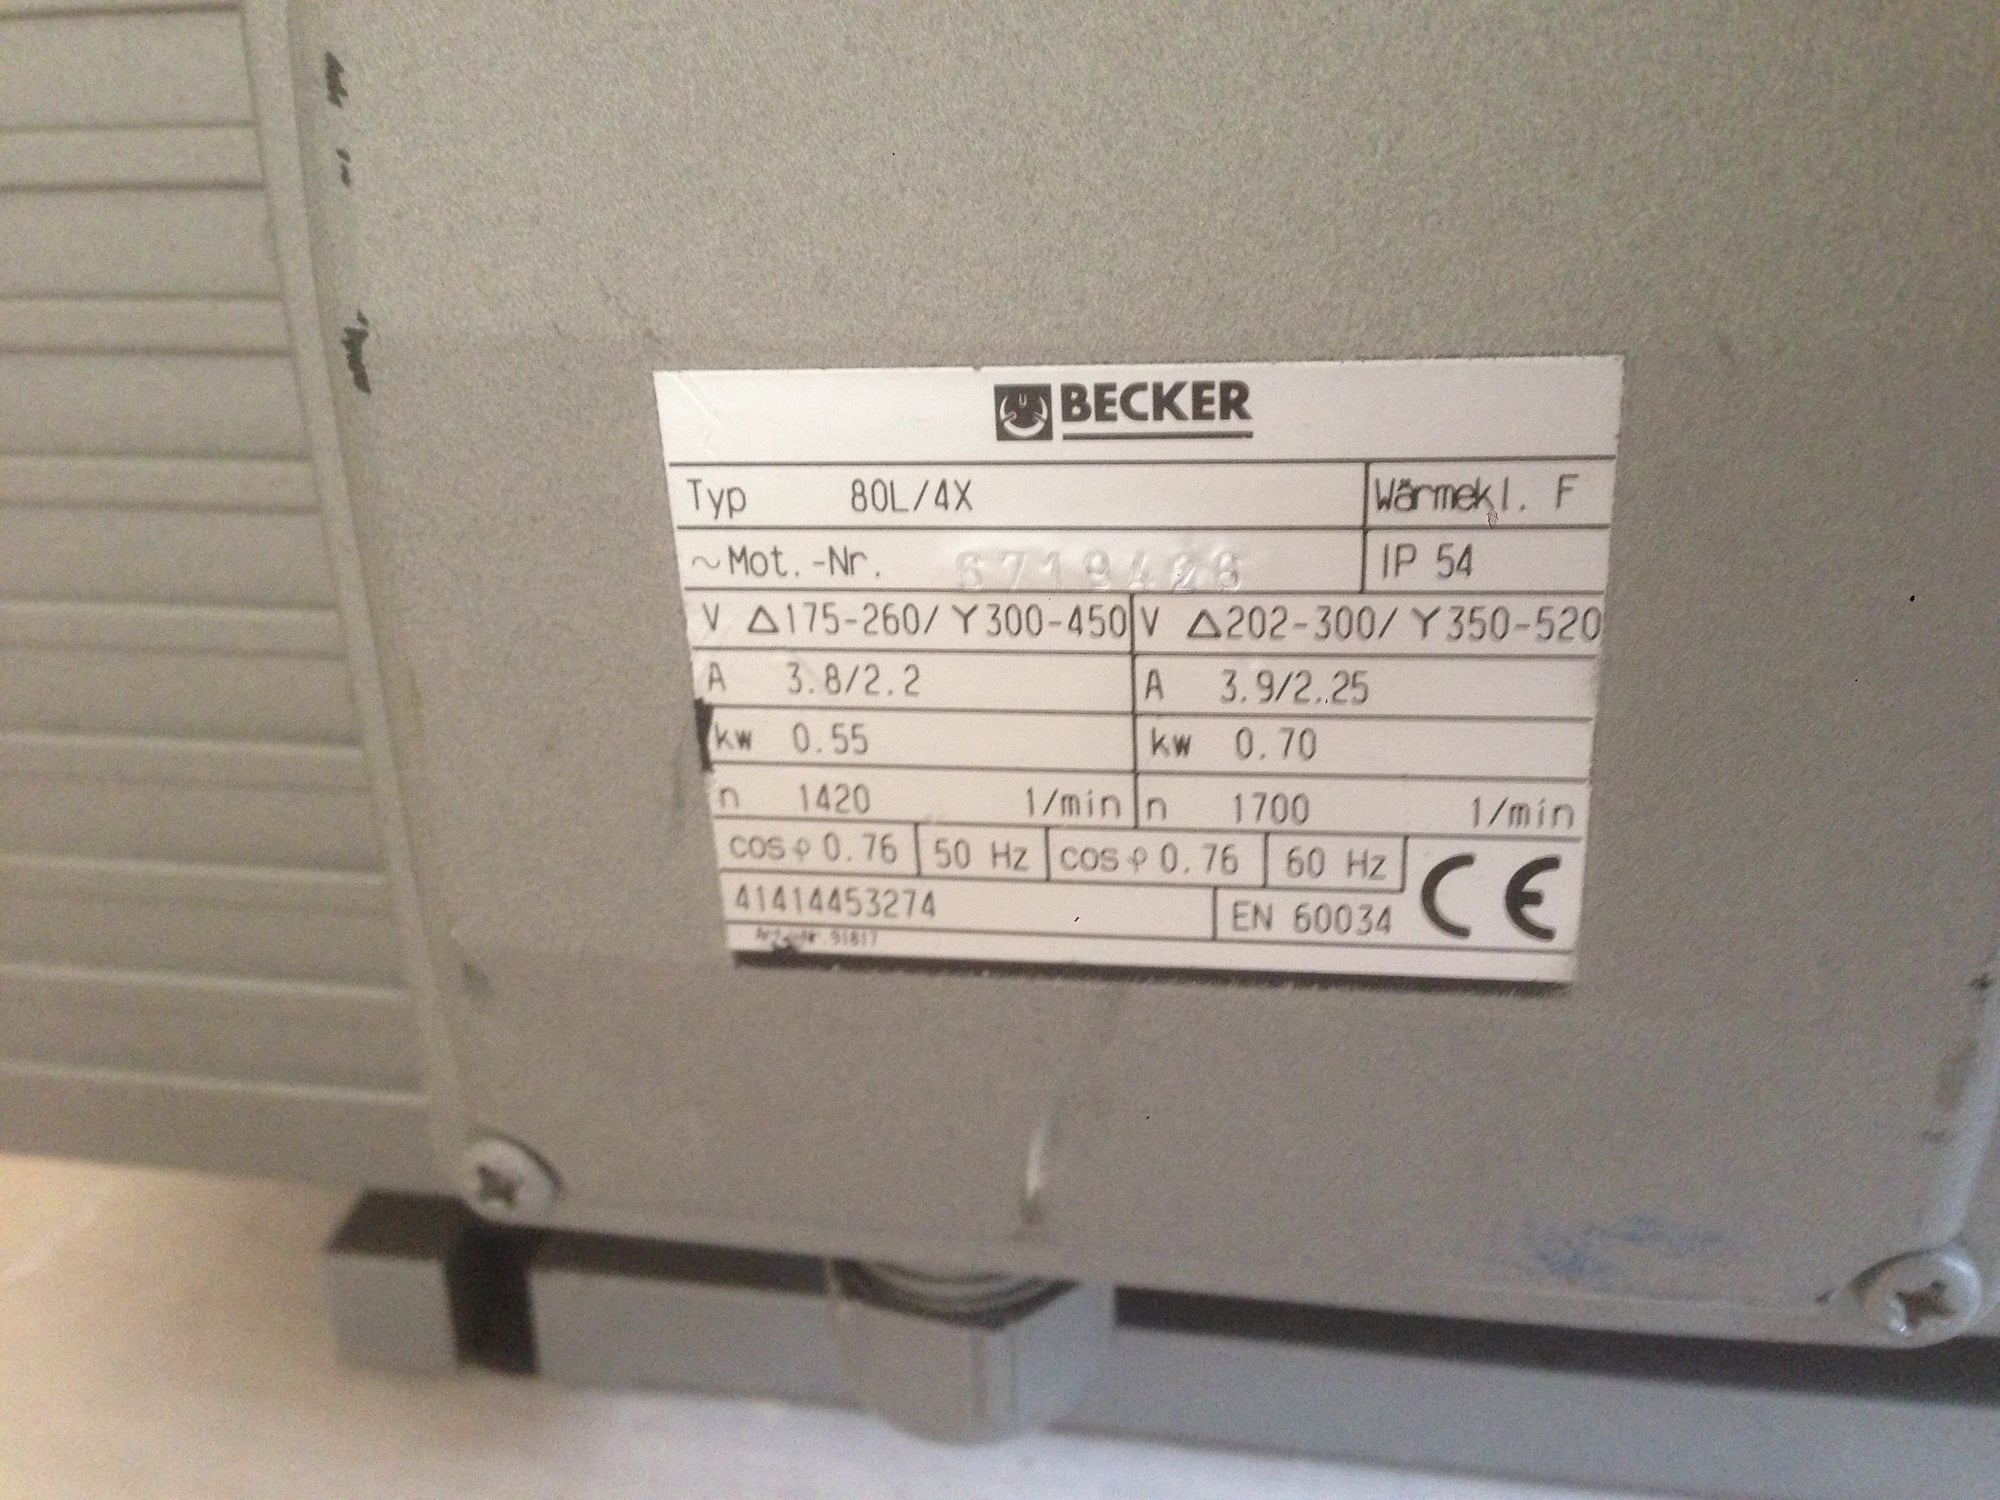 BECKER
Typ 80L/4X Wärmekl. F
~Mot.-Nr. 6719428 IP 54
V △175-260/Y300-450 V △202-300/Y350-520
A 3.8/2.2 A 3.9/2.25
kw 0.55 kw 0.70
n 1420 1/min n 1700 1/min
cos φ 0.76 50 Hz cos φ 0.76 60 Hz CE
41414453274 EN 60034
91817